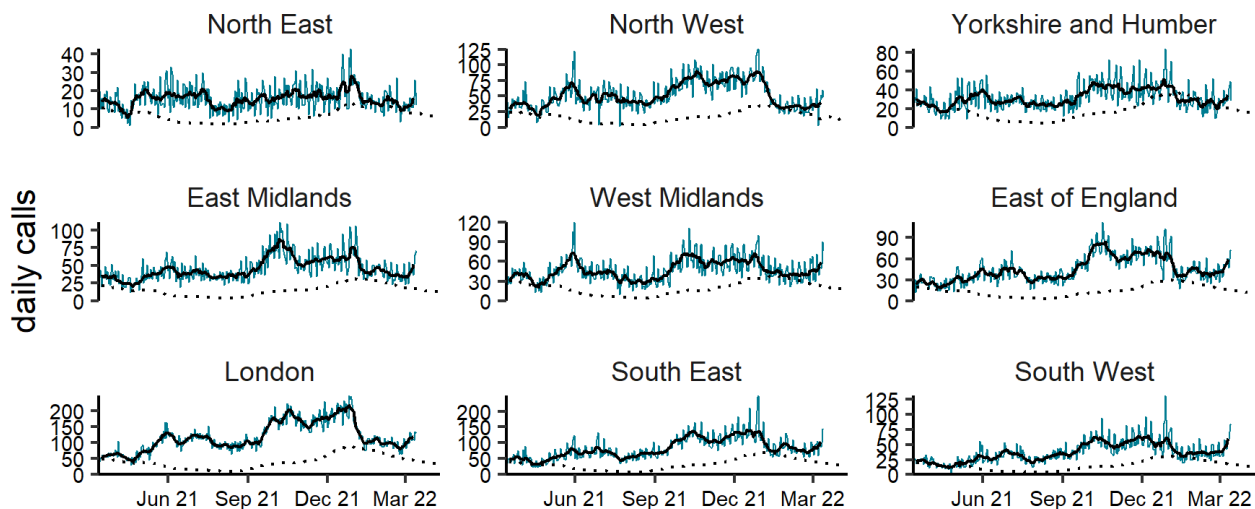 North East North West Yorkshire and Humber
40 30 20 10 0
125 100 75 50 25 0
80 60 40 20 0
East Midlands West Midlands East of England
100 75 50 25 0
120 90 60 30 0
90 60 30 0
London South East South West
200 150 100 50 0
200 150 100 50 0
125 100 75 50 25 0
Jun 21 Sep 21 Dec 21 Mar 22 Jun 21 Sep 21 Dec 21 Mar 22 Jun 21 Sep 21 Dec 21 Mar 22
daily calls